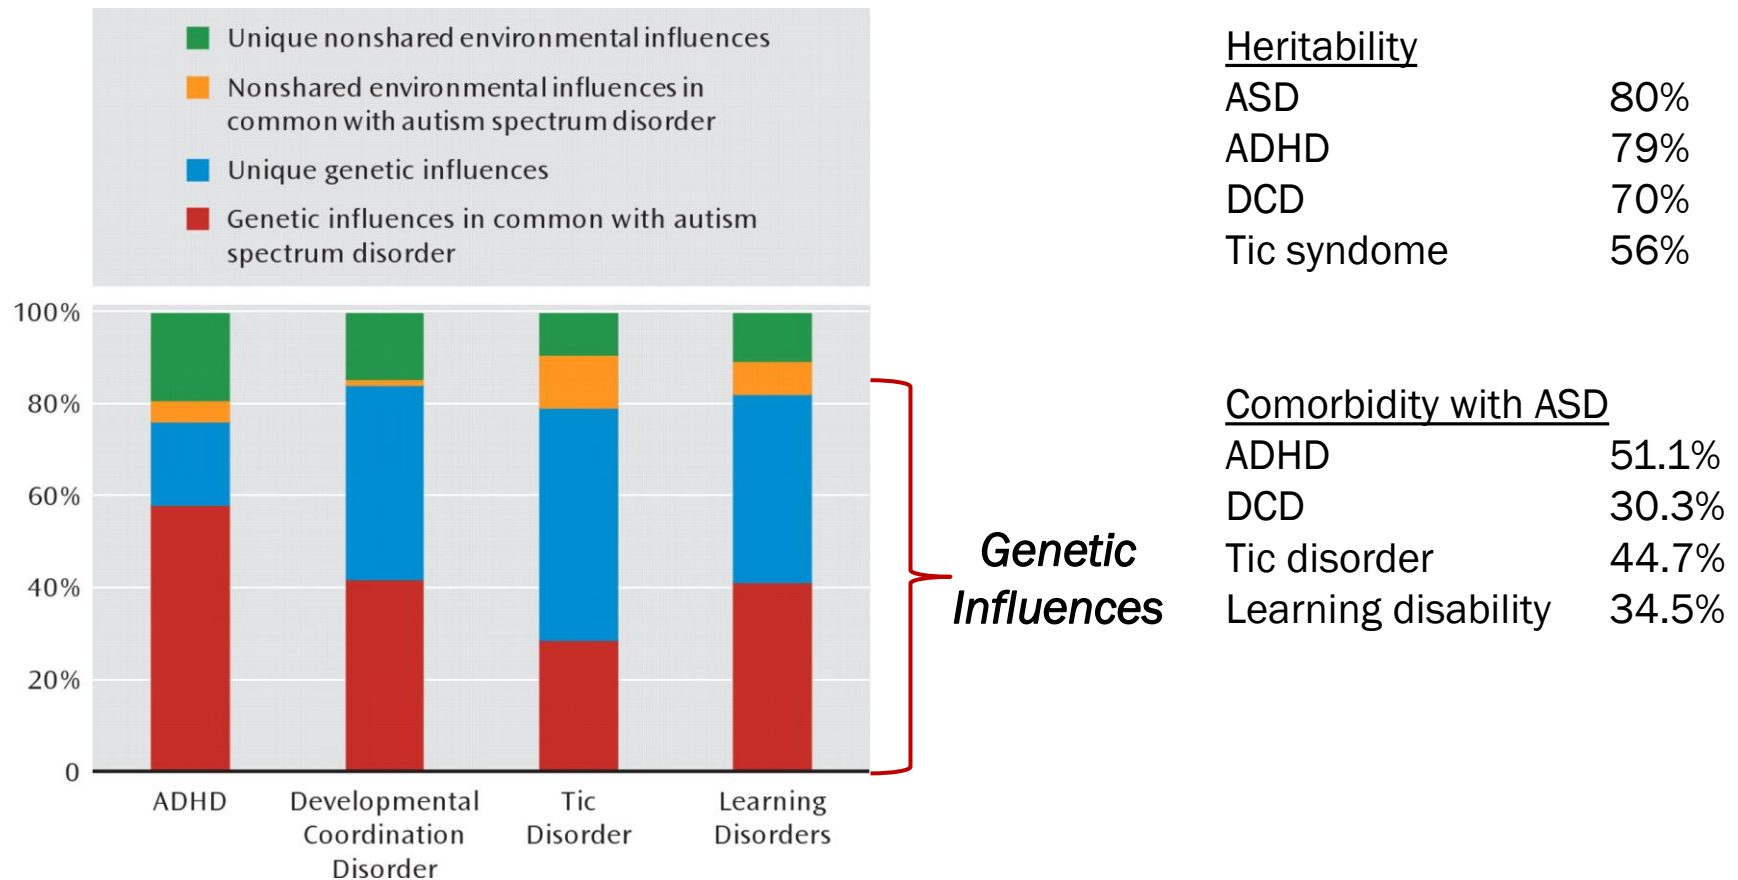 Unique nonshared environmental influences
Nonshared environmental influences in
common with autism spectrum disorder
Unique genetic influences
Genetic influences in common with autism
spectrum disorder
100%
80%
60%
40%
20%
0
ADHD
Developmental
Coordination
Disorder
Tic
Disorder
Learning
Disorders
Genetic
Influences
Heritability
ASD 80%
ADHD 79%
DCD 70%
Tic syndome 56%
Comorbidity with ASD
ADHD 51.1%
DCD 30.3%
Tic disorder 44.7%
Learning disability 34.5%